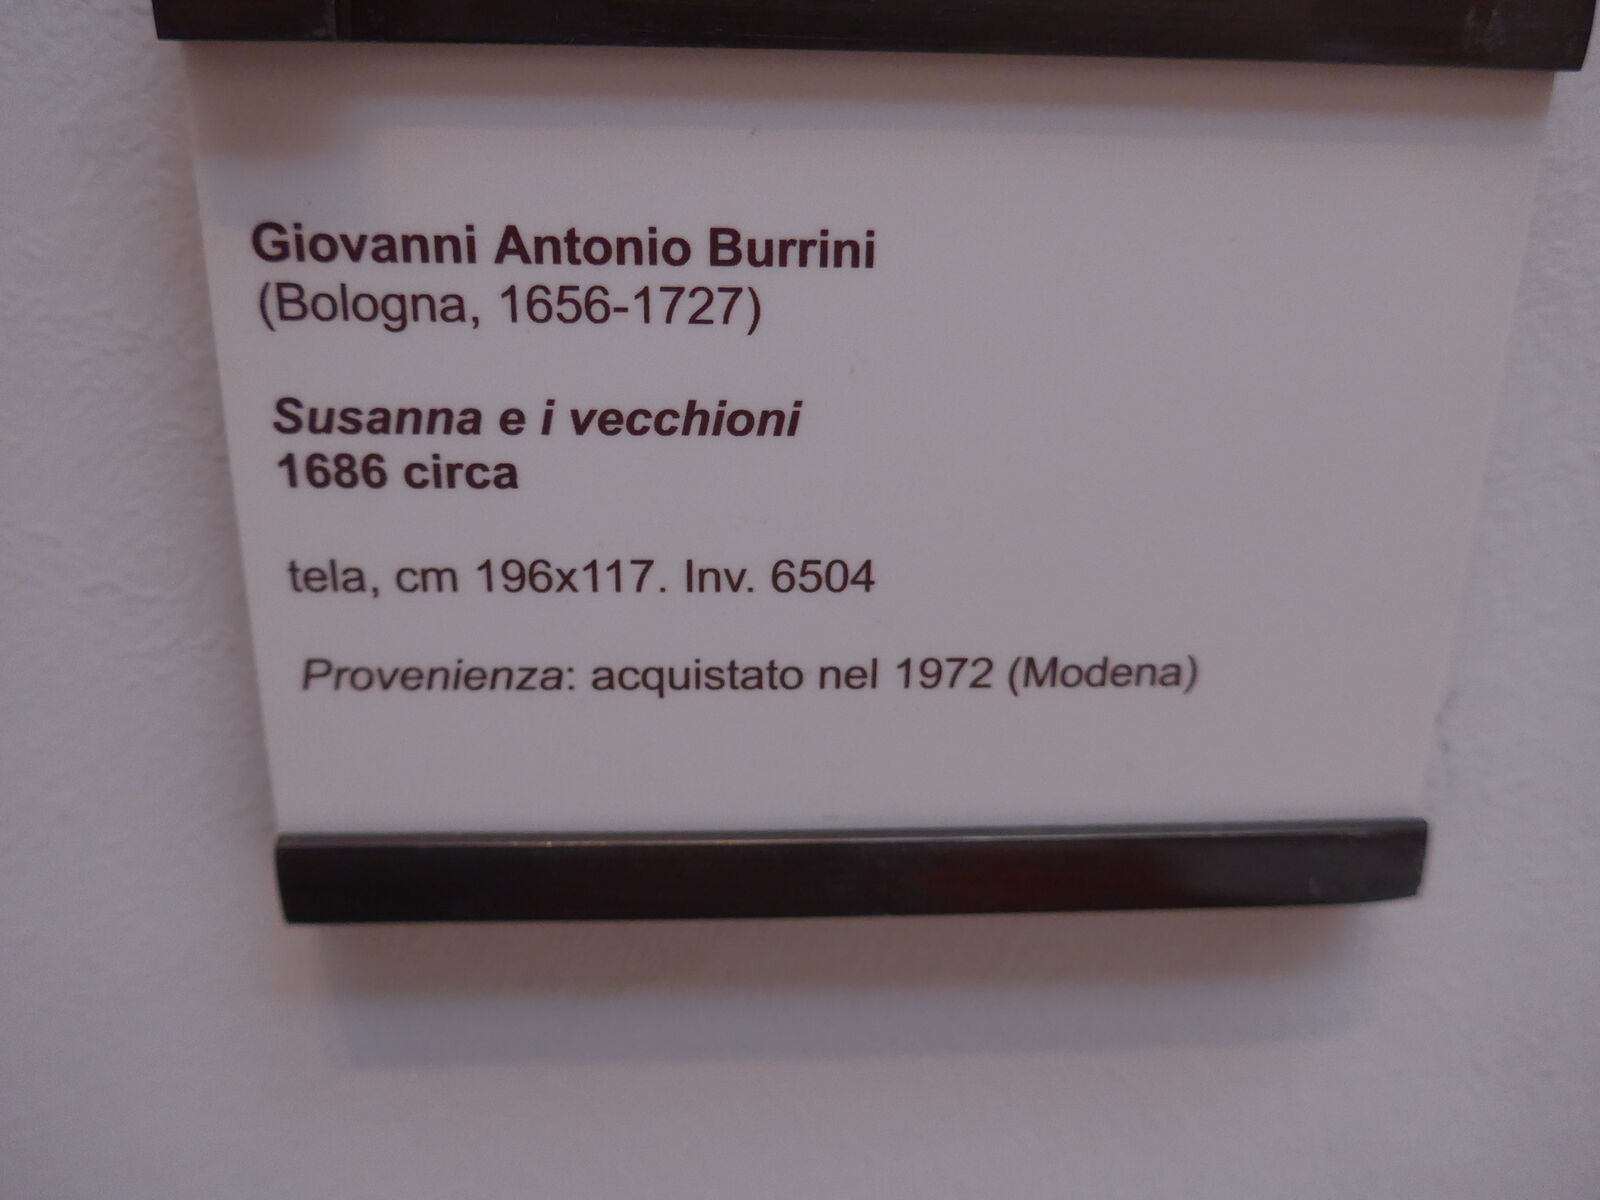 Giovanni Antonio Burrini
(Bologna, 1656-1727)
Susanna e i vecchioni
1686 circa
tela, cm 196x117. Inv. 6504
Provenienza: acquistato nel 1972 (Modena)